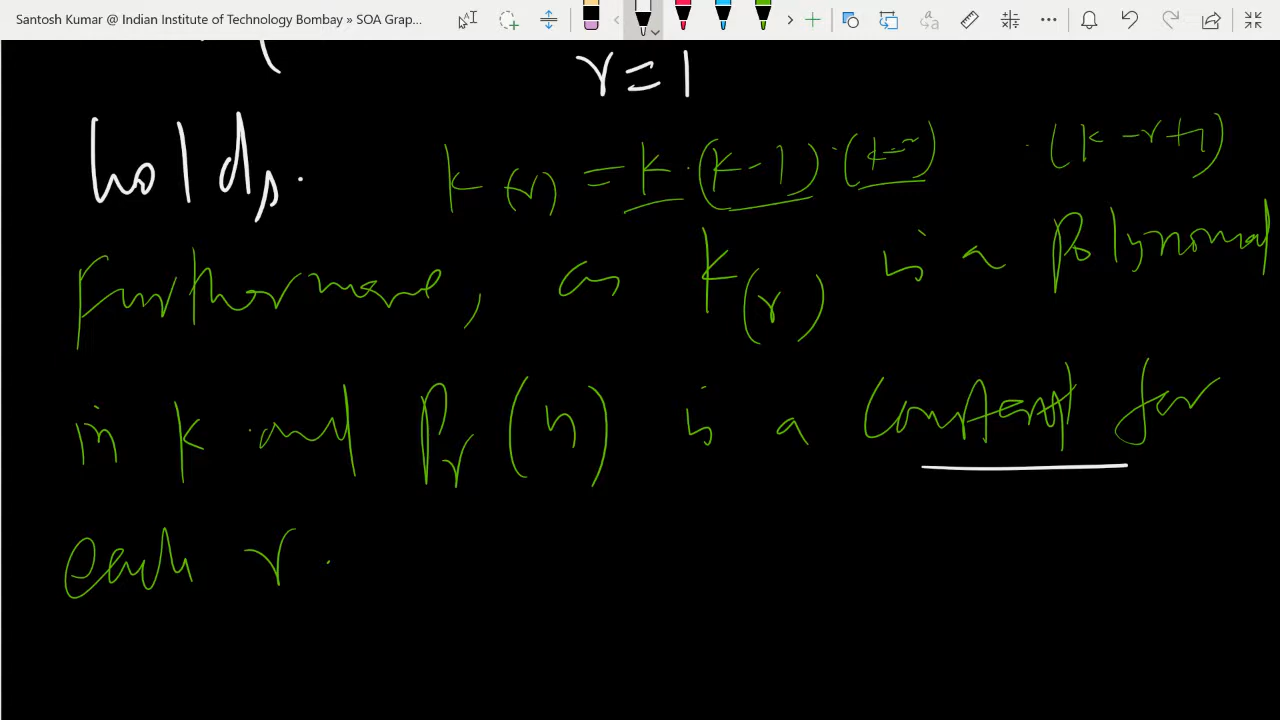 Santosh Kumar @ Indian Institute of Technology Bombay » SOA Grap...
r = 1
holds.
k(r) = k · (k-1) · (k-2) · (k-r+1)
Furthermore, as k(r) is a polynomial
in k and Pr(n) is a constant for
each r.